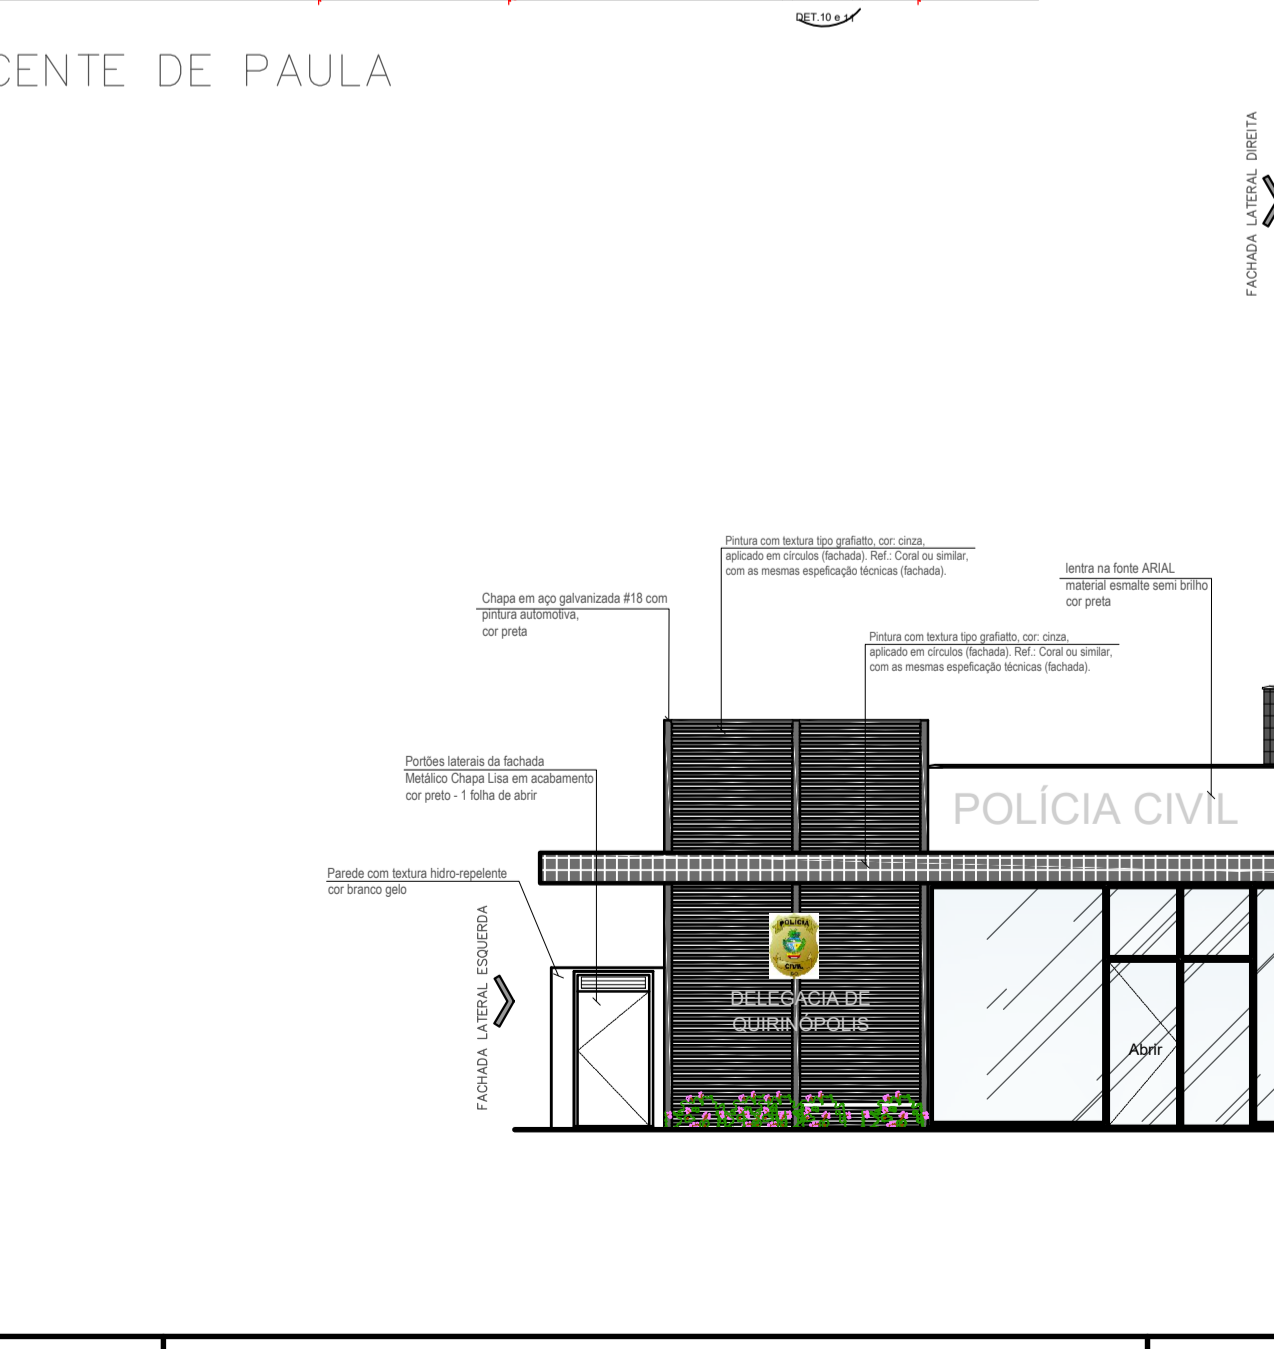 DET.10 e 11
CENTE DE PAULA
FACHADA LATERAL DIREITA
Pintura com textura tipo grafiatto, cor: cinza,
aplicado em círculos (fachada). Ref.: Coral ou similar,
com as mesmas espeficação técnicas (fachada).
lentra na fonte ARIAL
material esmalte semi brilho
cor preta
Chapa em aço galvanizada #18 com
pintura automotiva,
cor preta
Pintura com textura tipo grafiatto, cor: cinza,
aplicado em círculos (fachada). Ref.: Coral ou similar,
com as mesmas espeficação técnicas (fachada).
Portões laterais da fachada
Metálico Chapa Lisa em acabamento
cor preto - 1 folha de abrir
POLÍCIA CIVIL
Parede com textura hidro-repelente
cor branco gelo
FACHADA LATERAL ESQUERDA
POLÍCIA
CIVIL
DELEGACIA DE
QUIRINÓPOLIS
Abrir